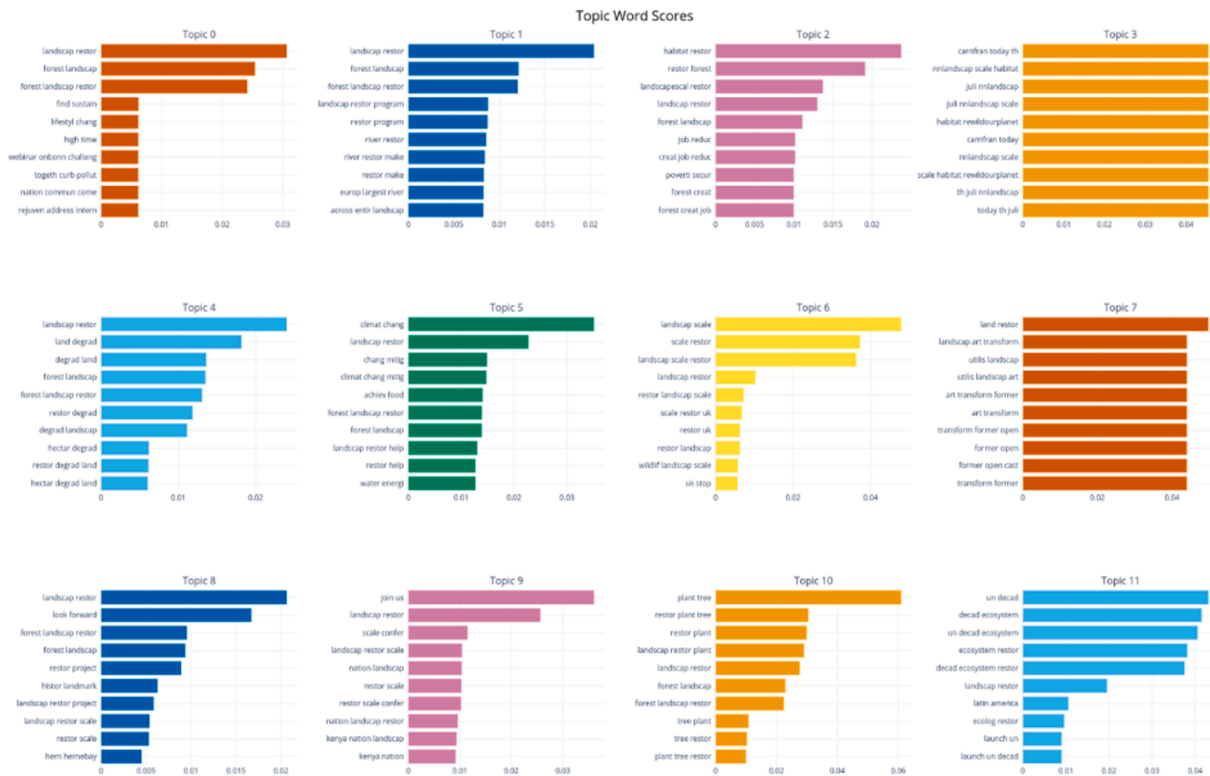 Topic Word Scores
Topic 0
landscap restor
forest landscap
forest landscap restor
find sustain
lifestyl chang
high time
webinar onbonn challeng
togeth curb pollut
nation commun come
rejuven address intern
0 0.01 0.02 0.03
Topic 1
landscap restor
forest landscap
forest landscap restor
landscap restor program
restor program
river restor
river restor make
restor make
europ largest river
across entir landscap
0 0.005 0.01 0.015 0.02
Topic 2
habitat restor
restor forest
landscapescal restor
landscap restor
forest landscap
job reduc
creat job reduc
poverti secur
forest creat
forest creat job
0 0.005 0.01 0.015 0.02
Topic 3
carrifran today th
nnlandscap scale habitat
juli nnlandscap
juli nnlandscap scale
habitat rewildourplanet
carrifran today
nnlandscap scale
scale habitat rewildourplanet
th juli nnlandscap
today th juli
0 0.02 0.04
Topic 4
landscap restor
land degrad
degrad land
forest landscap
forest landscap restor
restor degrad
degrad landscap
hectar degrad
restor degrad land
hectar degrad land
0 0.01 0.02
Topic 5
climat chang
landscap restor
chang mitig
climat chang mitig
achiev food
forest landscap restor
forest landscap
landscap restor help
restor help
water energi
0 0.01 0.02 0.03
Topic 6
landscap scale
scale restor
landscap scale restor
landscap restor
restor landscap scale
scale restor uk
restor uk
restor landscap
wildlif landscap scale
uk stop
0 0.02 0.04
Topic 7
land restor
landscap art transform
utilis landscap
utilis landscap art
art transform former
art transform
transform former open
former open
former open cast
transform former
0 0.02 0.04
Topic 8
landscap restor
look forward
forest landscap restor
forest landscap
restor project
histor landmark
landscap restor project
landscap restor scale
restor scale
hern hernebay
0 0.005 0.01 0.015 0.02
Topic 9
join us
landscap restor
scale confer
landscap restor scale
nation landscap
restor scale
restor scale confer
nation landscap restor
kenya nation landscap
kenya nation
0 0.01 0.02 0.03
Topic 10
plant tree
restor plant tree
restor plant
landscap restor plant
landscap restor
forest landscap
forest landscap restor
tree plant
tree restor
plant tree restor
0 0.02 0.04 0.06
Topic 11
un decad
decad ecosystem
un decad ecosystem
ecosystem restor
decad ecosystem restor
landscap restor
latin america
ecolog restor
launch un
launch un decad
0 0.01 0.02 0.03 0.04